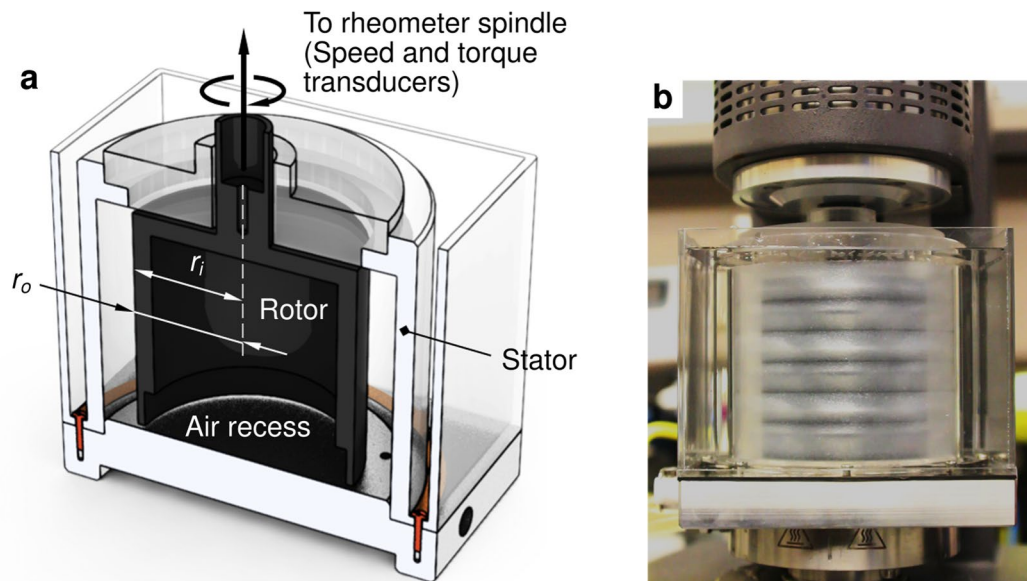 a
To rheometer spindle
(Speed and torque
transducers)
b
r_i
r_o
Rotor
Stator
Air recess